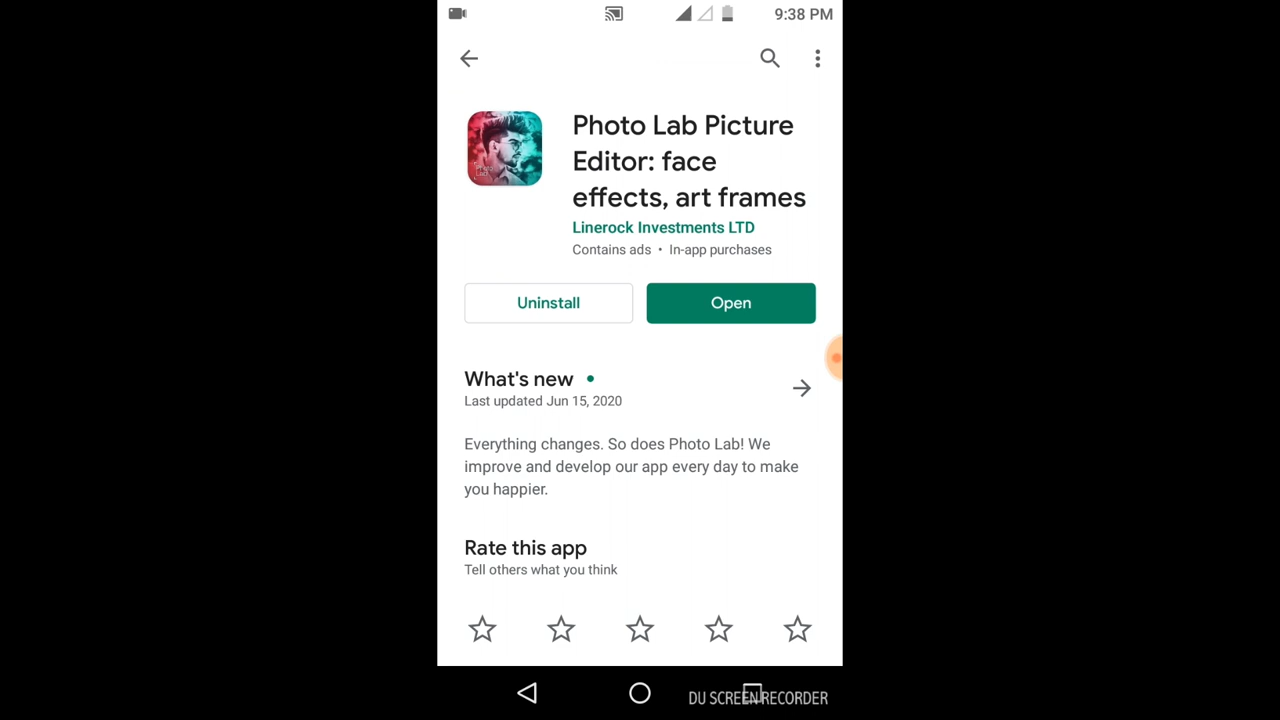 9:38 PM
Photo Lab Picture
Editor: face
effects, art frames
Linerock Investments LTD
Contains ads • In-app purchases
Uninstall
Open
What's new
Last updated Jun 15, 2020
Everything changes. So does Photo Lab! We
improve and develop our app every day to make
you happier.
Rate this app
Tell others what you think
DU SCREEN RECORDER